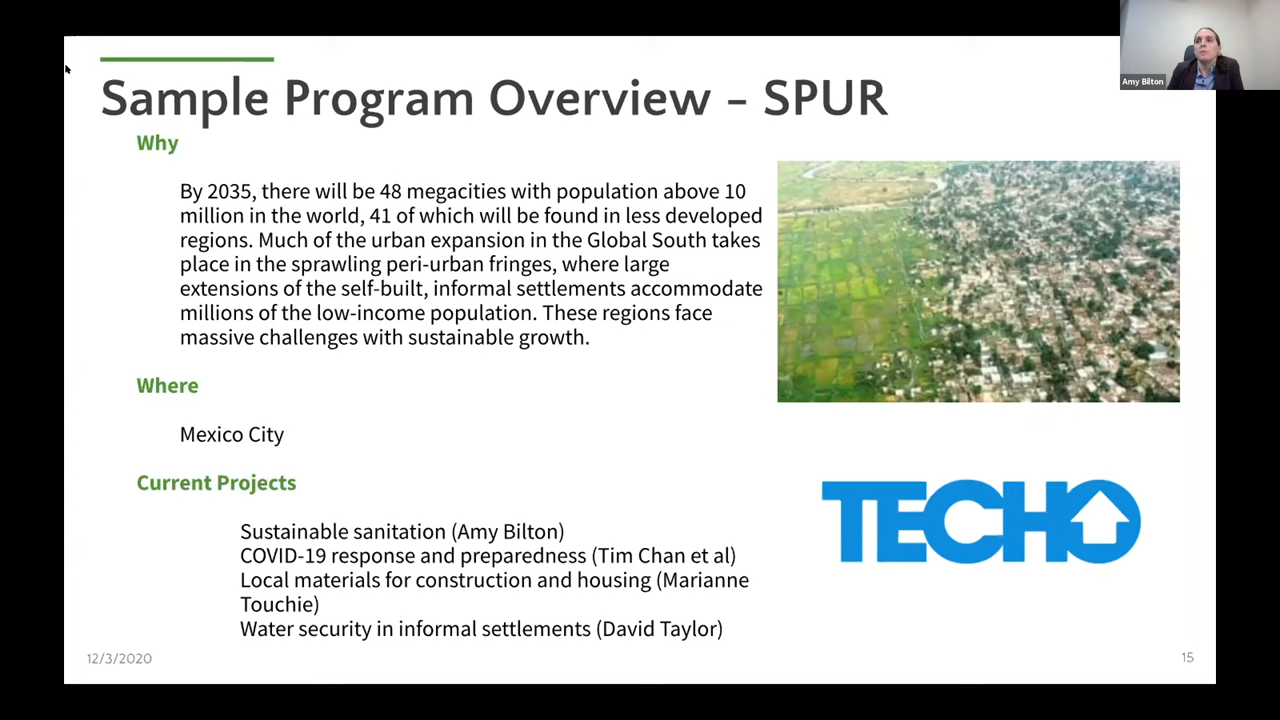 Sample Program Overview – SPUR
Why
By 2035, there will be 48 megacities with population above 10
million in the world, 41 of which will be found in less developed
regions. Much of the urban expansion in the Global South takes
place in the sprawling peri-urban fringes, where large
extensions of the self-built, informal settlements accommodate
millions of the low-income population. These regions face
massive challenges with sustainable growth.
Where
Mexico City
Current Projects
Sustainable sanitation (Amy Bilton)
COVID-19 response and preparedness (Tim Chan et al)
Local materials for construction and housing (Marianne
Touchie)
Water security in informal settlements (David Taylor)
TECHO
12/3/2020
15
Amy Bilton